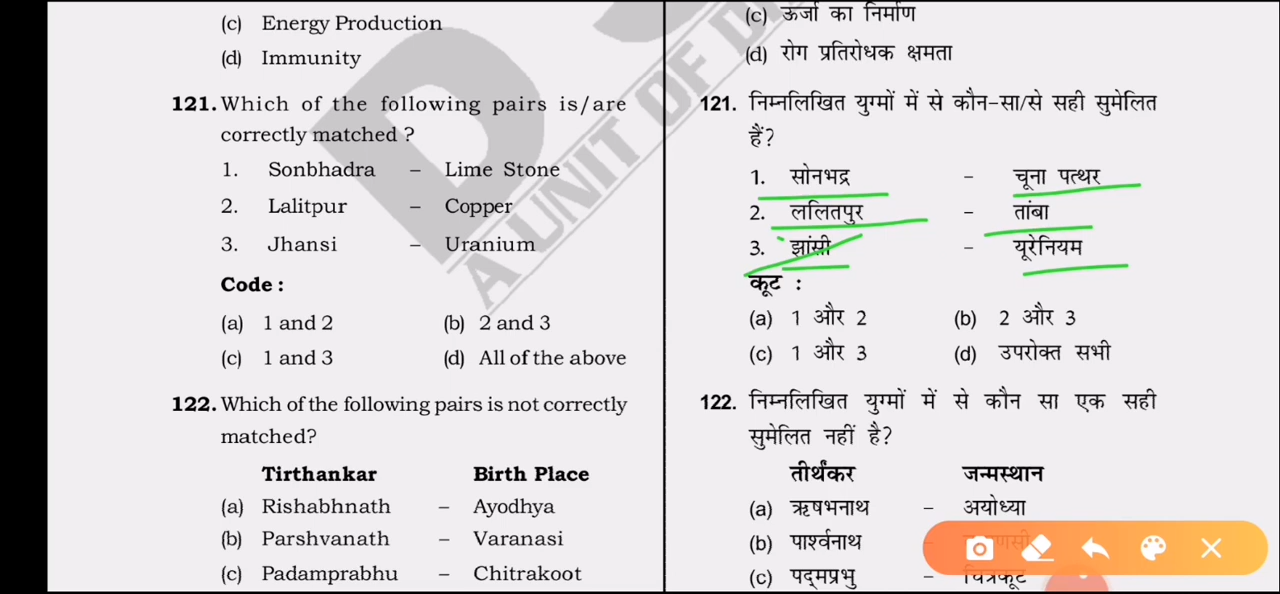 (c) Energy Production
(d) Immunity
121. Which of the following pairs is/are
correctly matched ?
1. Sonbhadra – Lime Stone
2. Lalitpur – Copper
3. Jhansi – Uranium
Code :
(a) 1 and 2 (b) 2 and 3
(c) 1 and 3 (d) All of the above
122. Which of the following pairs is not correctly
matched?
Tirthankar Birth Place
(a) Rishabhnath – Ayodhya
(b) Parshvanath – Varanasi
(c) Padamprabhu – Chitrakoot
(c) ऊर्जा का निर्माण
(d) रोग प्रतिरोधक क्षमता
121. निम्नलिखित युग्मों में से कौन-सा/से सही सुमेलित
हैं?
1. सोनभद्र – चूना पत्थर
2. ललितपुर – तांबा
3. झांसी – यूरेनियम
कूट :
(a) 1 और 2 (b) 2 और 3
(c) 1 और 3 (d) उपरोक्त सभी
122. निम्नलिखित युग्मों में से कौन सा एक सही
सुमेलित नहीं है?
तीर्थंकर जन्मस्थान
(a) ऋषभनाथ – अयोध्या
(b) पार्श्वनाथ –
(c) पद्मप्रभु – चित्रकूट
A UNIT OF